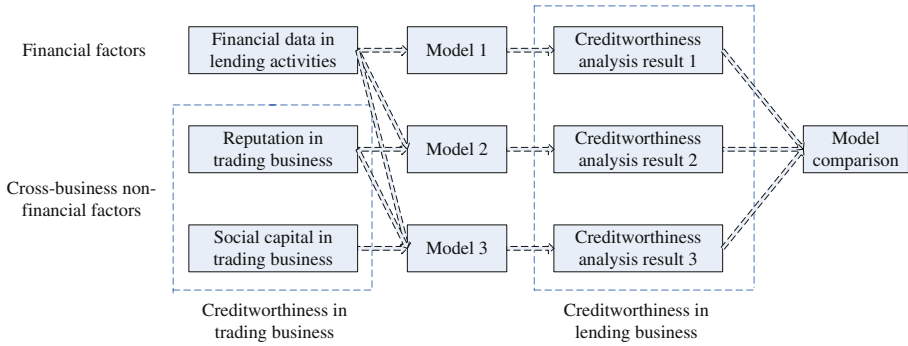 Financial factors
Financial data in
lending activities
Model 1
Creditworthiness
analysis result 1
Reputation in
trading business
Model 2
Creditworthiness
analysis result 2
Model
comparison
Cross-business non-
financial factors
Social capital in
trading business
Model 3
Creditworthiness
analysis result 3
Creditworthiness in
trading business
Creditworthiness in
lending business